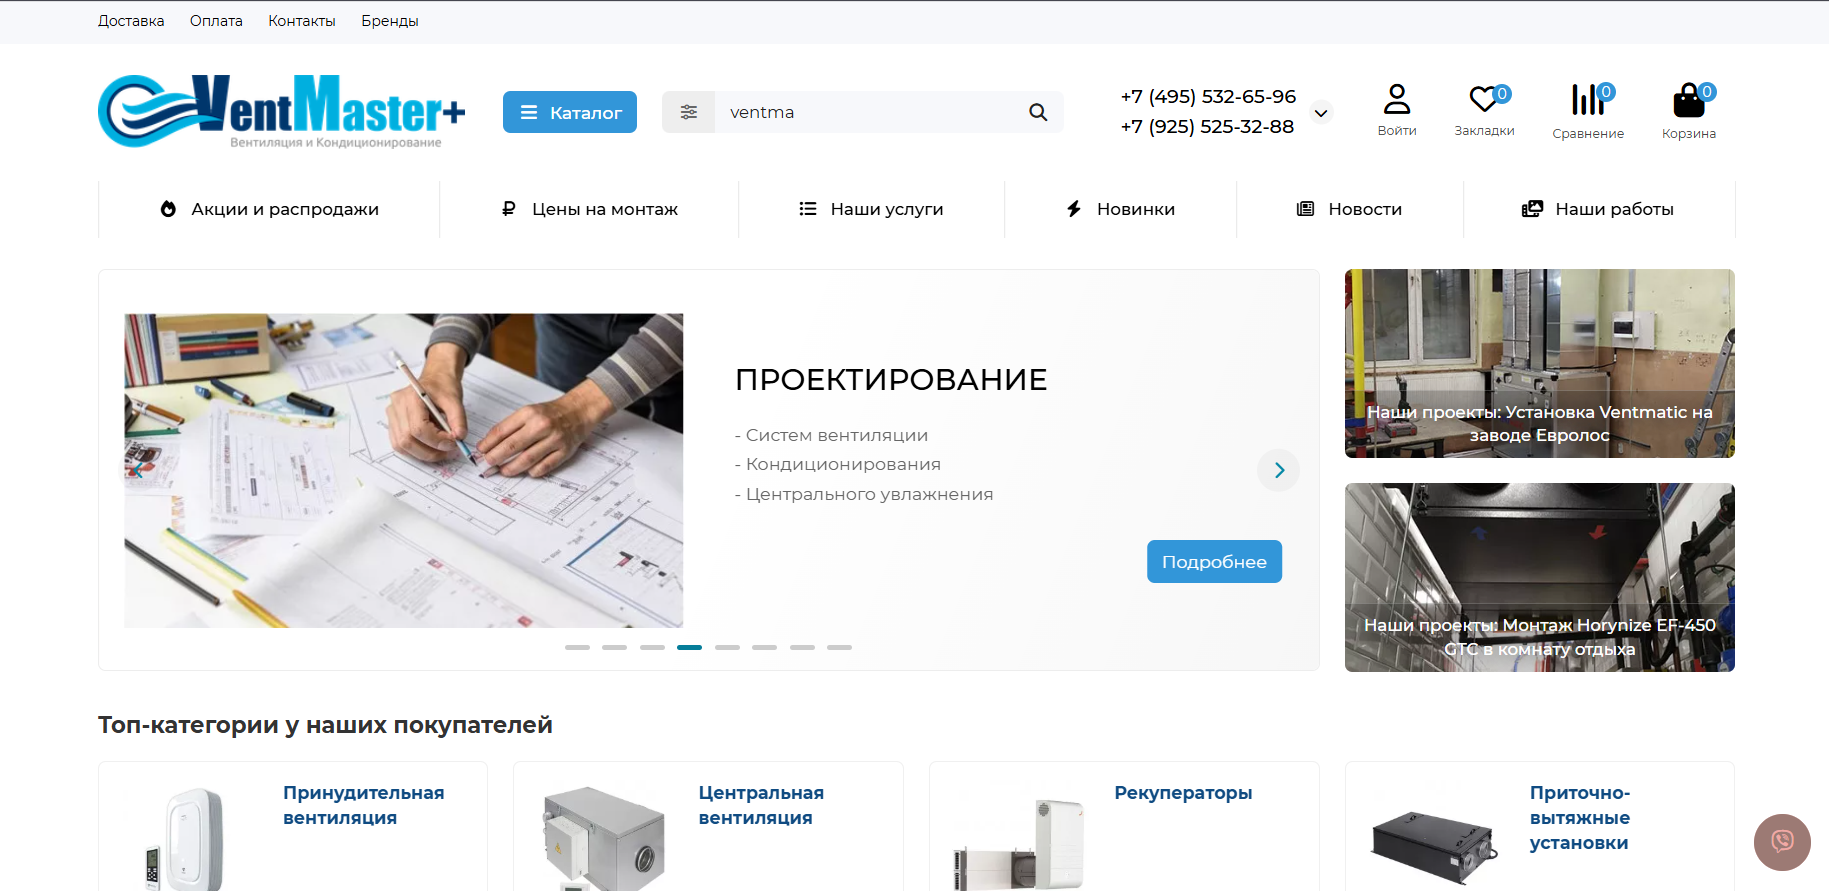 Доставка
Оплата
Контакты
Бренды
VentMaster+
Вентиляция и Кондиционирование
Каталог
ventma
+7 (495) 532-65-96
+7 (925) 525-32-88
Войти
0
Закладки
0
Сравнение
0
Корзина
Акции и распродажи
Цены на монтаж
Наши услуги
Новинки
Новости
Наши работы
ПРОЕКТИРОВАНИЕ
- Систем вентиляции
- Кондиционирования
- Центрального увлажнения
Подробнее
Наши проекты: Установка Ventmatic на
заводе Евролос
Наши проекты: Монтаж Horynize EF-450
GTC в комнату отдыха
Топ-категории у наших покупателей
Принудительная
вентиляция
Центральная
вентиляция
Рекуператоры
Приточно-
вытяжные
установки